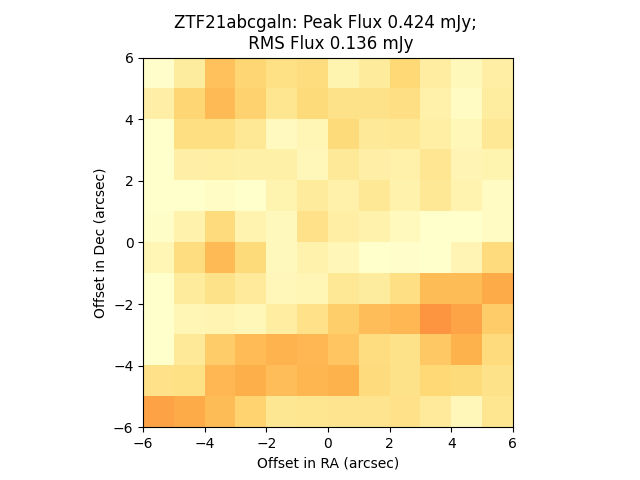 ZTF21abcgaln: Peak Flux 0.424 mJy;
RMS Flux 0.136 mJy
6
4
2
0
−2
−4
−6
Offset in Dec (arcsec)
−6 −4 −2 0 2 4 6
Offset in RA (arcsec)